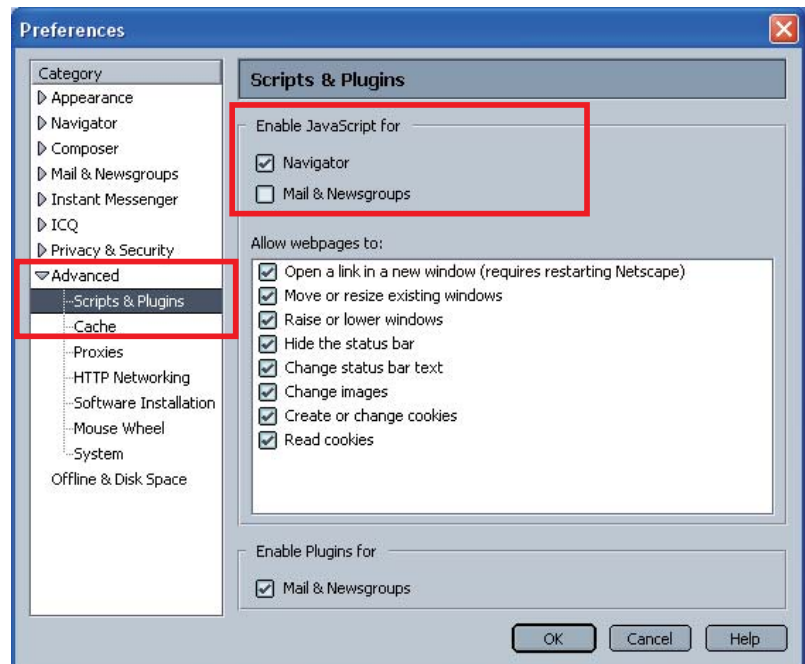 Preferences
Category
Appearance
Navigator
Composer
Mail & Newsgroups
Instant Messenger
ICQ
Privacy & Security
Advanced
Scripts & Plugins
Cache
Proxies
HTTP Networking
Software Installation
Mouse Wheel
System
Offline & Disk Space
Scripts & Plugins
Enable JavaScript for
Navigator
Mail & Newsgroups
Allow webpages to:
Open a link in a new window (requires restarting Netscape)
Move or resize existing windows
Raise or lower windows
Hide the status bar
Change status bar text
Change images
Create or change cookies
Read cookies
Enable Plugins for
Mail & Newsgroups
OK Cancel Help